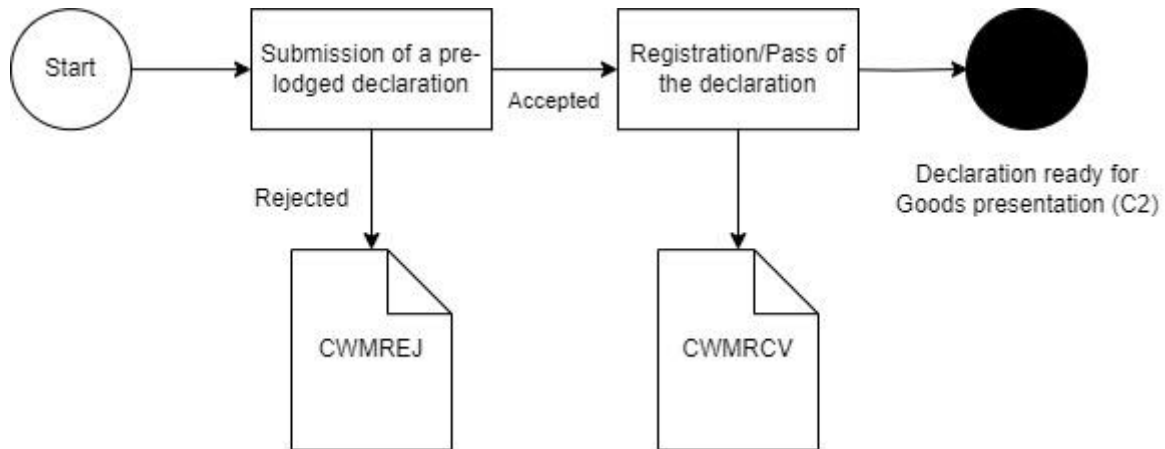 Start
Submission of a pre-
lodged declaration
Accepted
Registration/Pass of
the declaration
Declaration ready for
Goods presentation (C2)
Rejected
CWMREJ
CWMRCV